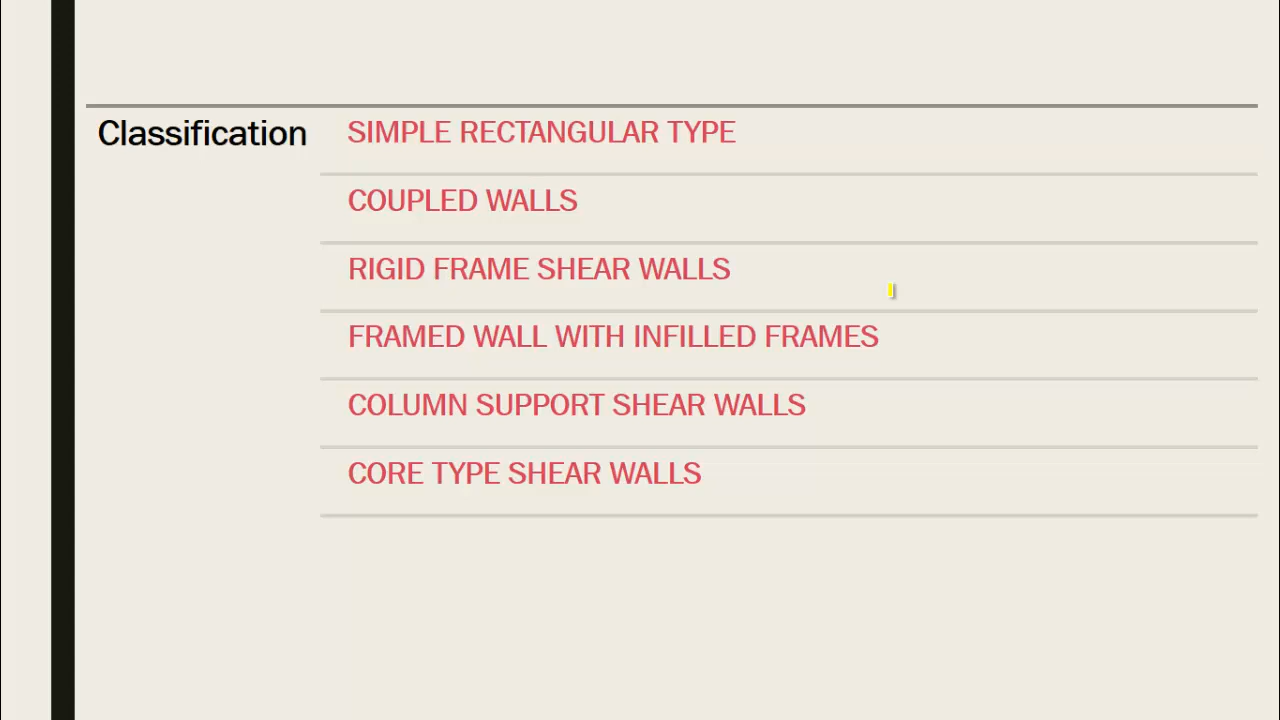 Classification
SIMPLE RECTANGULAR TYPE
COUPLED WALLS
RIGID FRAME SHEAR WALLS
FRAMED WALL WITH INFILLED FRAMES
COLUMN SUPPORT SHEAR WALLS
CORE TYPE SHEAR WALLS